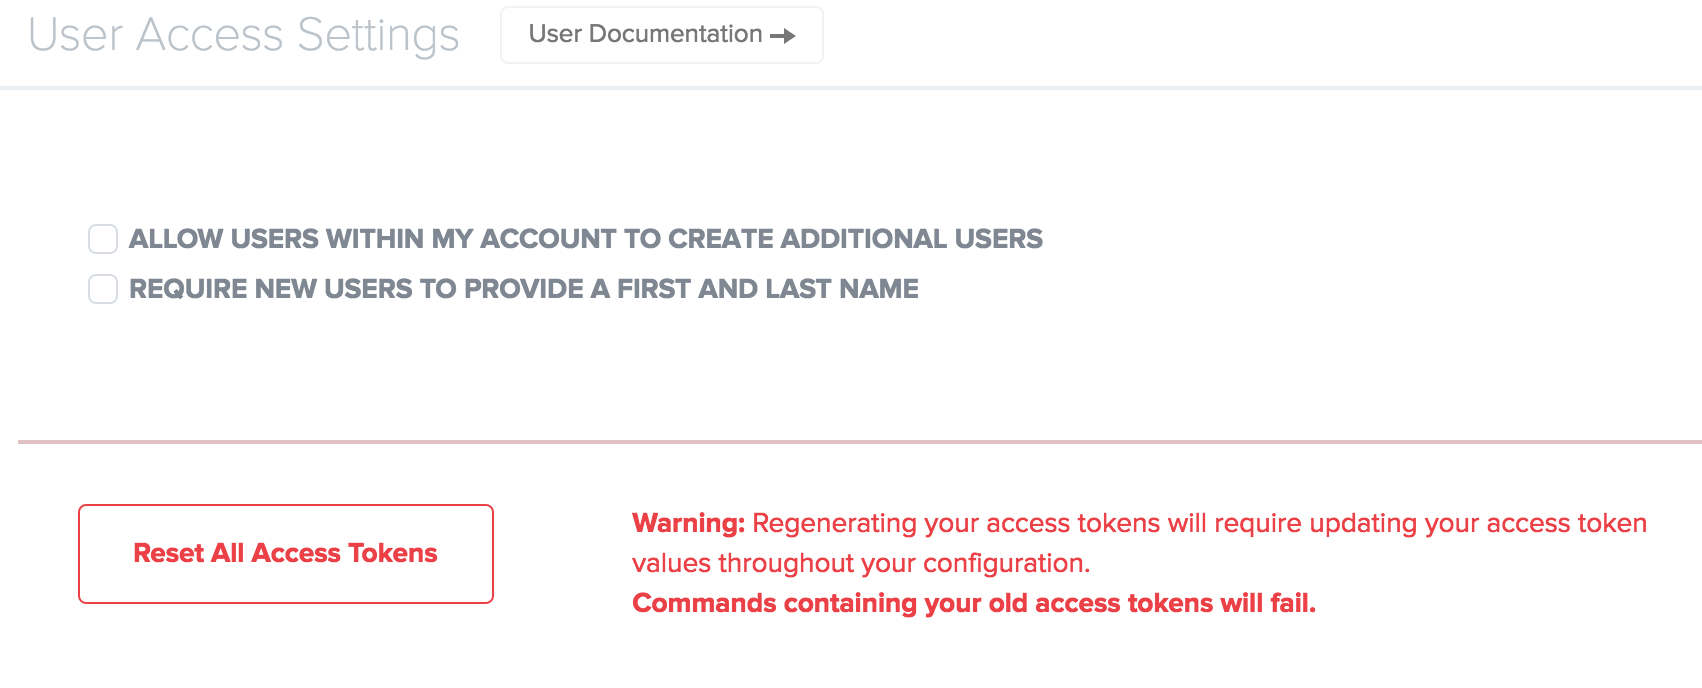 User Access Settings
User Documentation →
ALLOW USERS WITHIN MY ACCOUNT TO CREATE ADDITIONAL USERS
REQUIRE NEW USERS TO PROVIDE A FIRST AND LAST NAME
Reset All Access Tokens
Warning: Regenerating your access tokens will require updating your access token
values throughout your configuration.
Commands containing your old access tokens will fail.